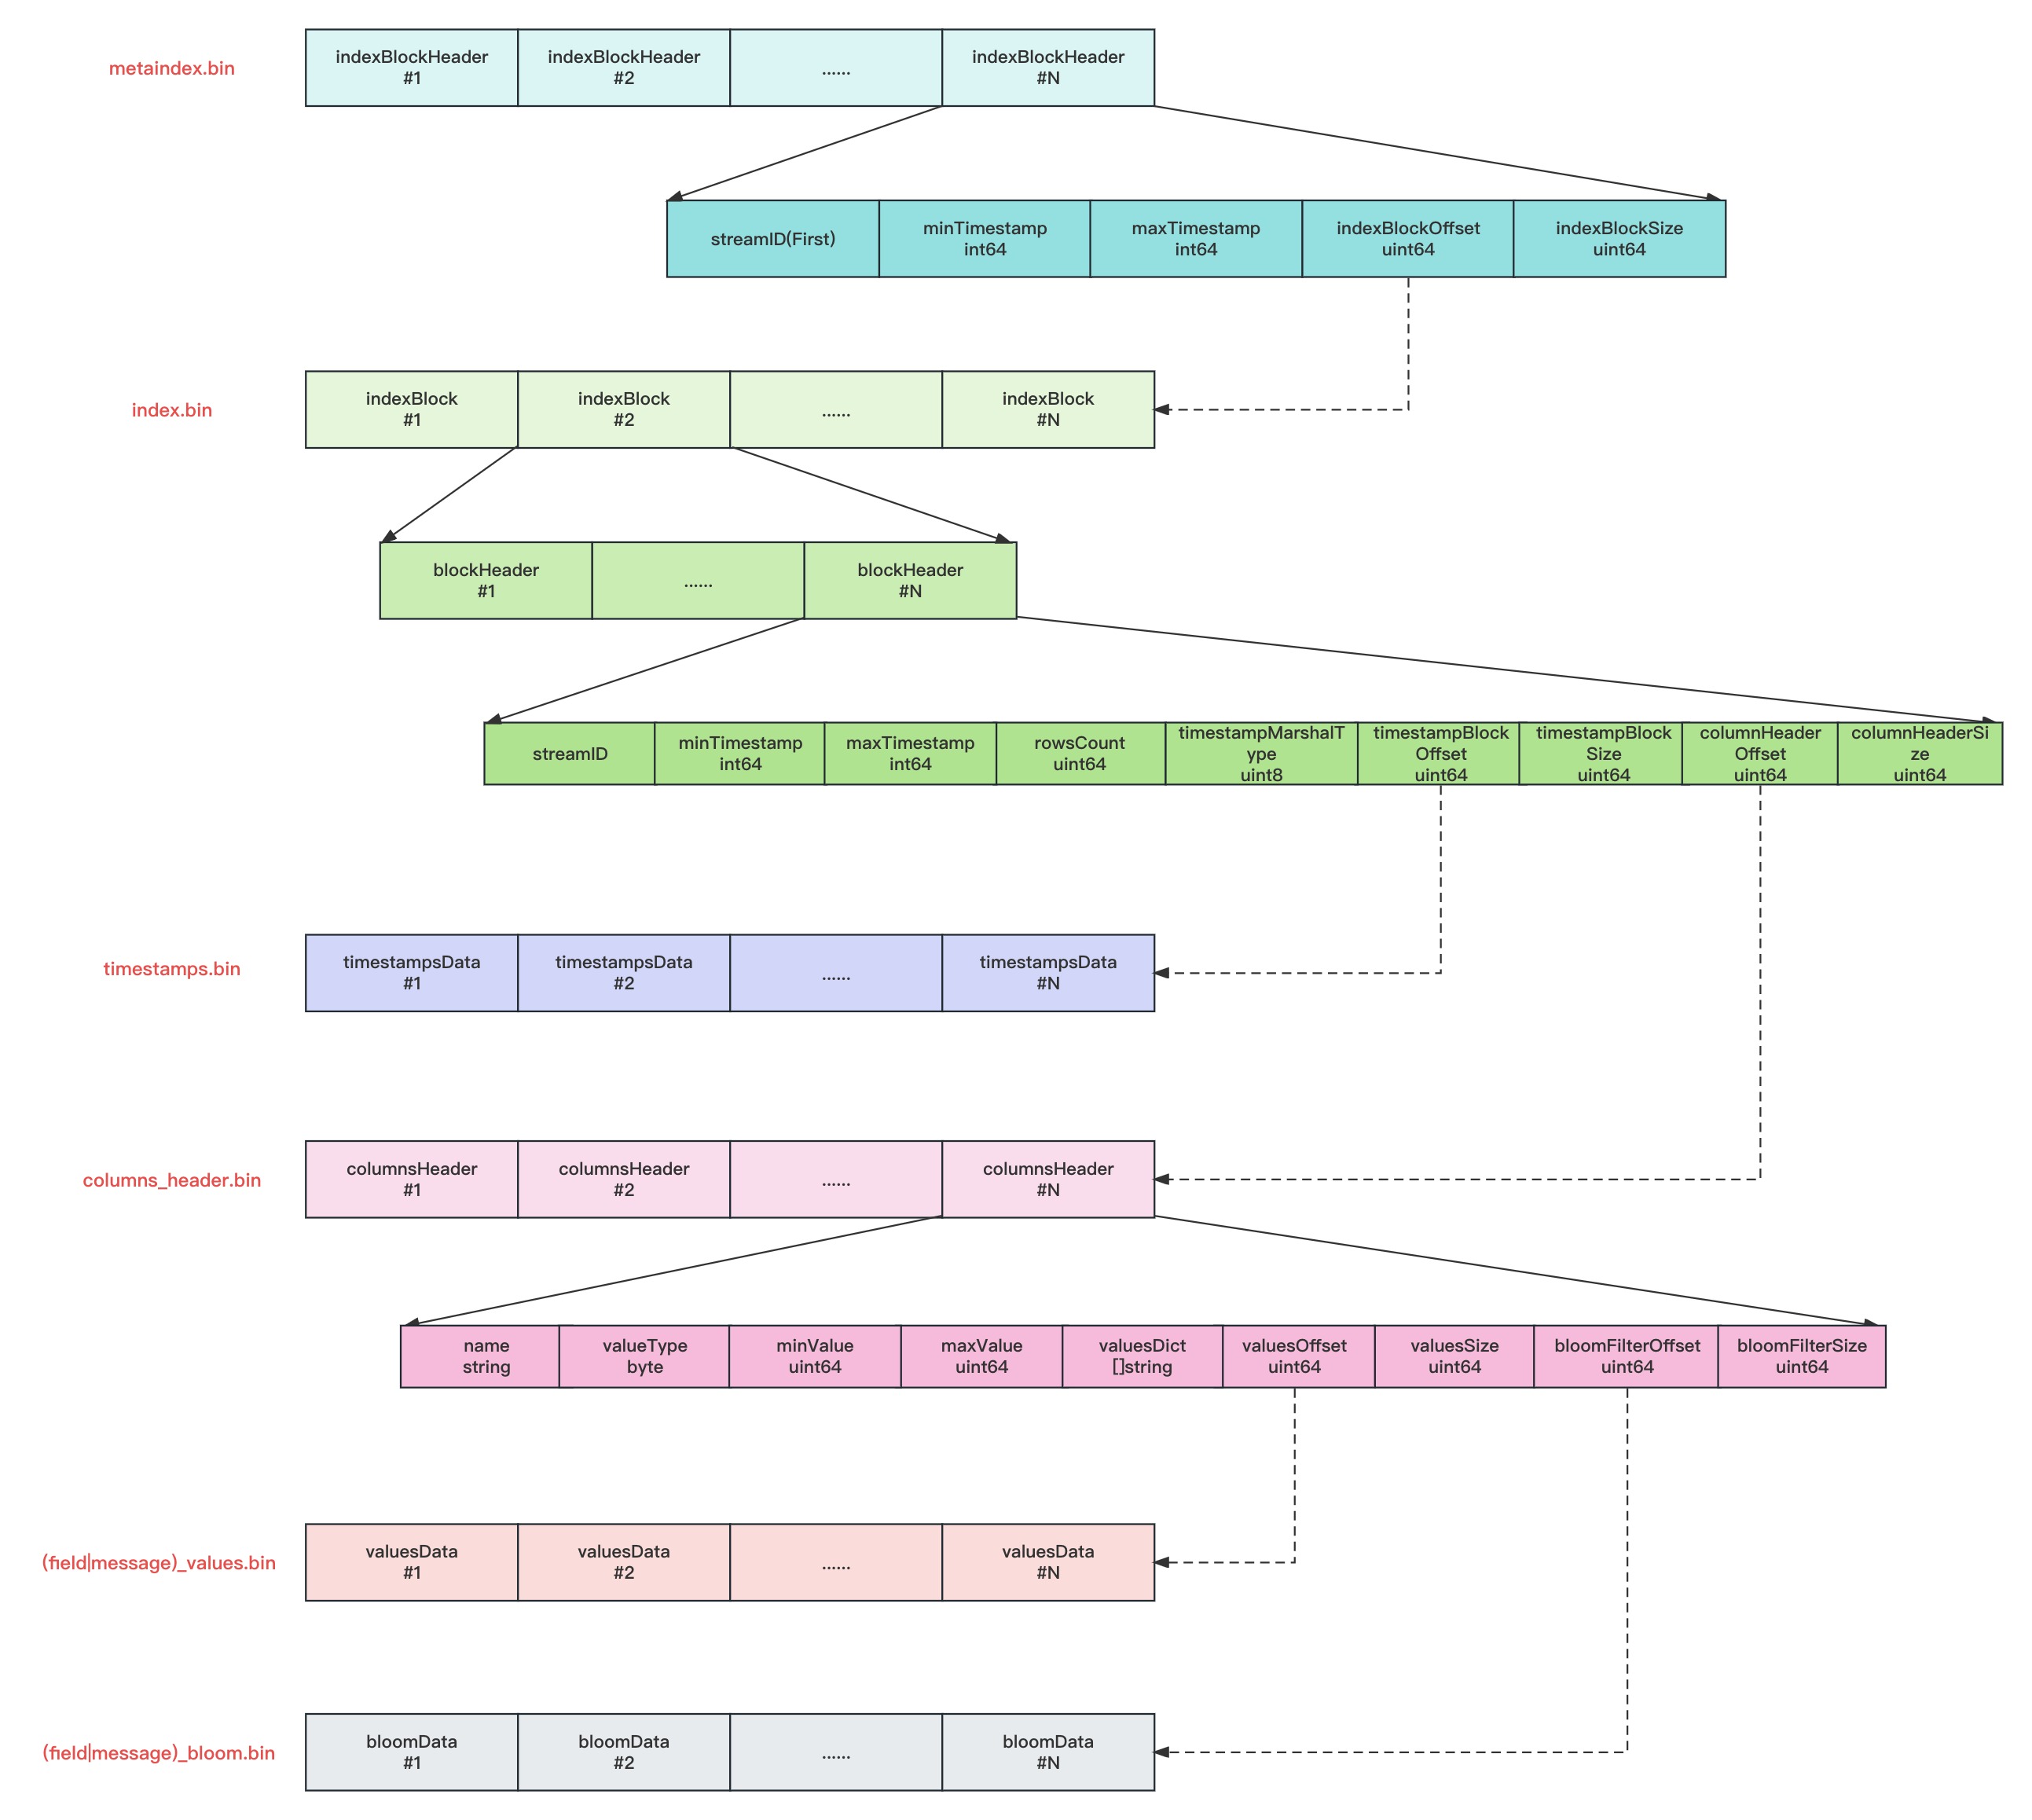 metaindex.bin
indexBlockHeader
#1
indexBlockHeader
#2
......
indexBlockHeader
#N
streamID(First)
minTimestamp
int64
maxTimestamp
int64
indexBlockOffset
uint64
indexBlockSize
uint64
index.bin
indexBlock
#1
indexBlock
#2
......
indexBlock
#N
blockHeader
#1
......
blockHeader
#N
streamID
minTimestamp
int64
maxTimestamp
int64
rowsCount
uint64
timestampMarshalT
ype
uint8
timestampBlock
Offset
uint64
timestampBlock
Size
uint64
columnHeader
Offset
uint64
columnHeaderSi
ze
uint64
timestamps.bin
timestampsData
#1
timestampsData
#2
......
timestampsData
#N
columns_header.bin
columnsHeader
#1
columnsHeader
#2
......
columnsHeader
#N
name
string
valueType
byte
minValue
uint64
maxValue
uint64
valuesDict
[]string
valuesOffset
uint64
valuesSize
uint64
bloomFilterOffset
uint64
bloomFilterSize
uint64
(field|message)_values.bin
valuesData
#1
valuesData
#2
......
valuesData
#N
(field|message)_bloom.bin
bloomData
#1
bloomData
#2
......
bloomData
#N